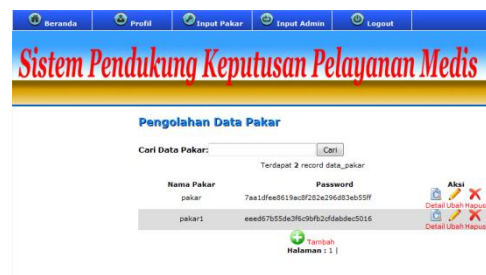 Beranda Profil Input Pakar Input Admin Logout
Sistem Pendukung Keputusan Pelayanan Medis
Pengolahan Data Pakar
Cari Data Pakar: Cari
Terdapat 2 record data_pakar
Nama Pakar Password Aksi
pakar 7aa1dfee8619ac8f282e296d83eb55ff
Detail Ubah Hapus
pakar1 eeed67b55de3f6c9bfb2cfdabdec5016
Detail Ubah Hapus
Tambah
Halaman : 1 |